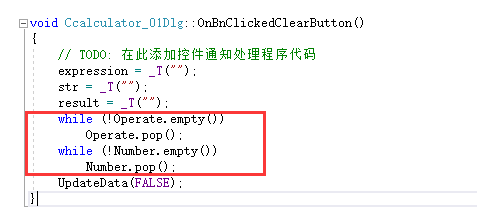 void Ccalculator_01Dlg::OnBnClickedClearButton()
{
// TODO: 在此添加控件通知处理程序代码
expression = _T("");
str = _T("");
result = _T("");
while (!Operate.empty())
Operate.pop();
while (!Number.empty())
Number.pop();
UpdateData(FALSE);
}